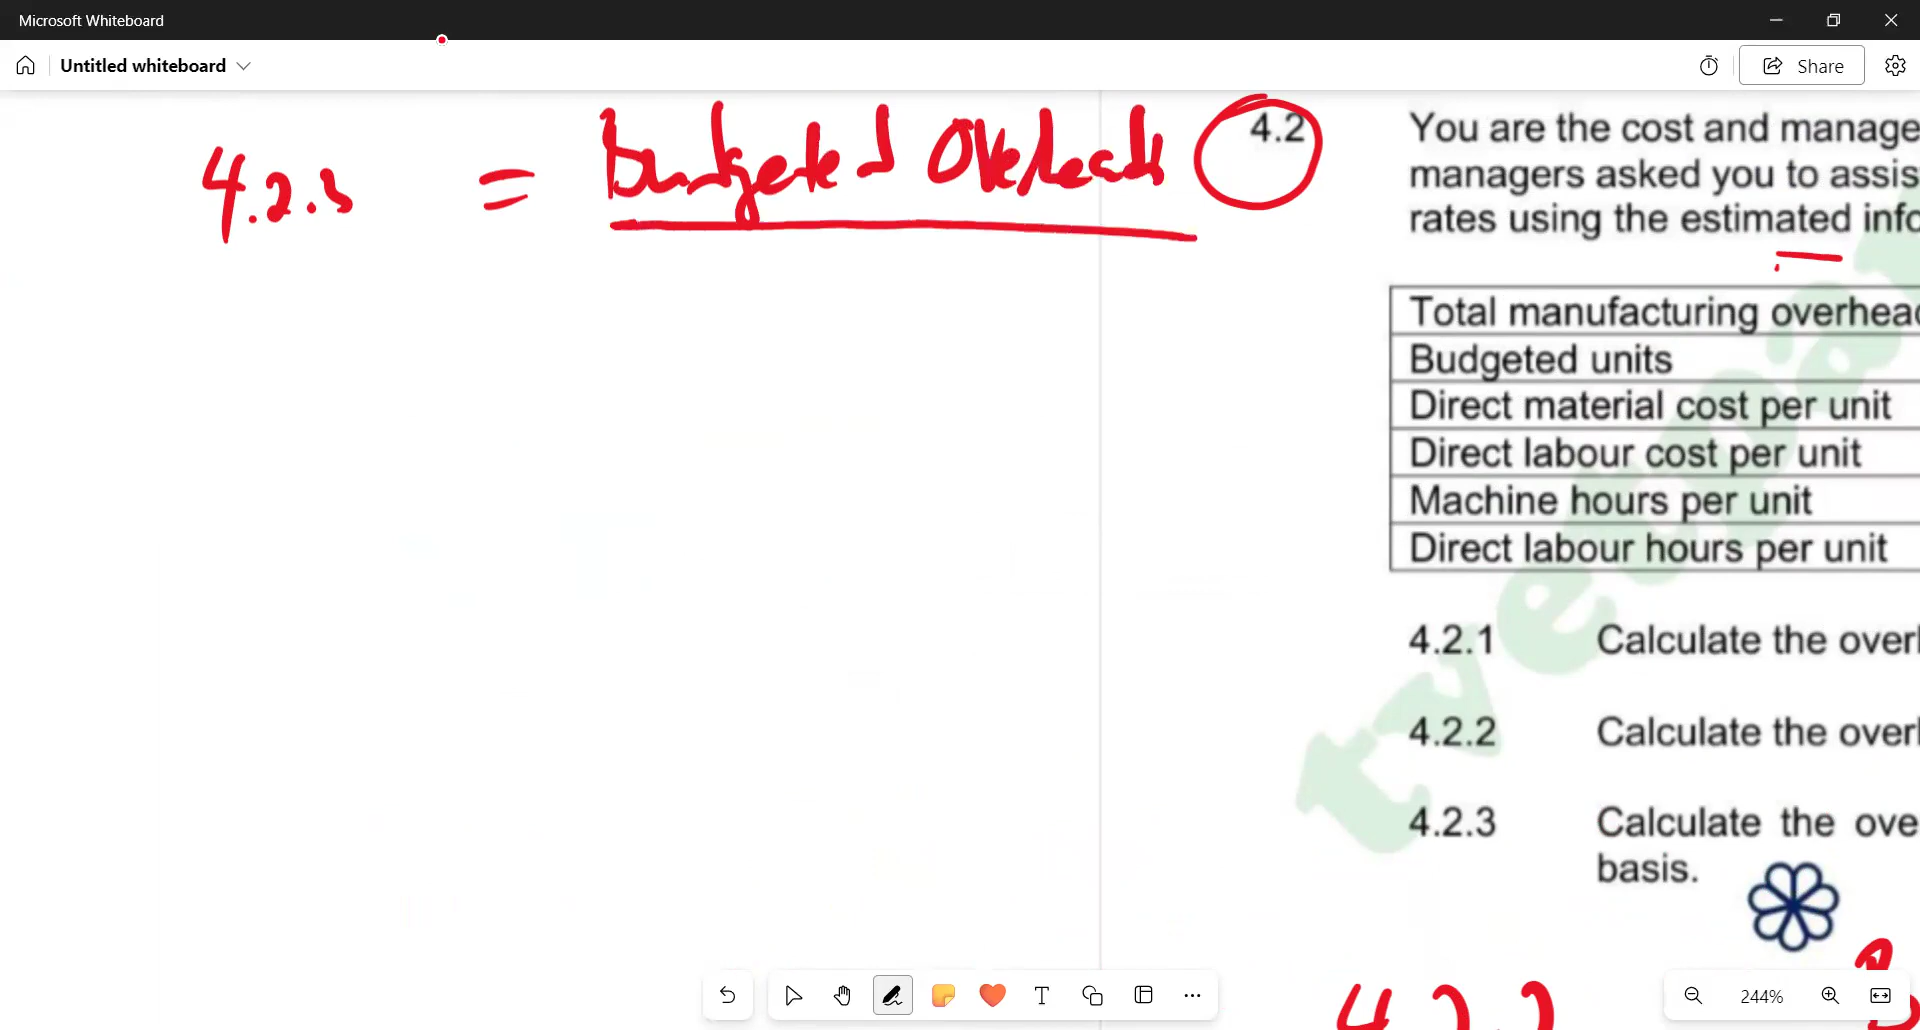 Microsoft Whiteboard
Untitled whiteboard
Share
4.2.3 = Budgeted Overheads
4.2 You are the cost and manage
managers asked you to assis
rates using the estimated info
Total manufacturing overhead
Budgeted units
Direct material cost per unit
Direct labour cost per unit
Machine hours per unit
Direct labour hours per unit
4.2.1 Calculate the overh
4.2.2 Calculate the overh
4.2.3 Calculate the ove
basis.
244%